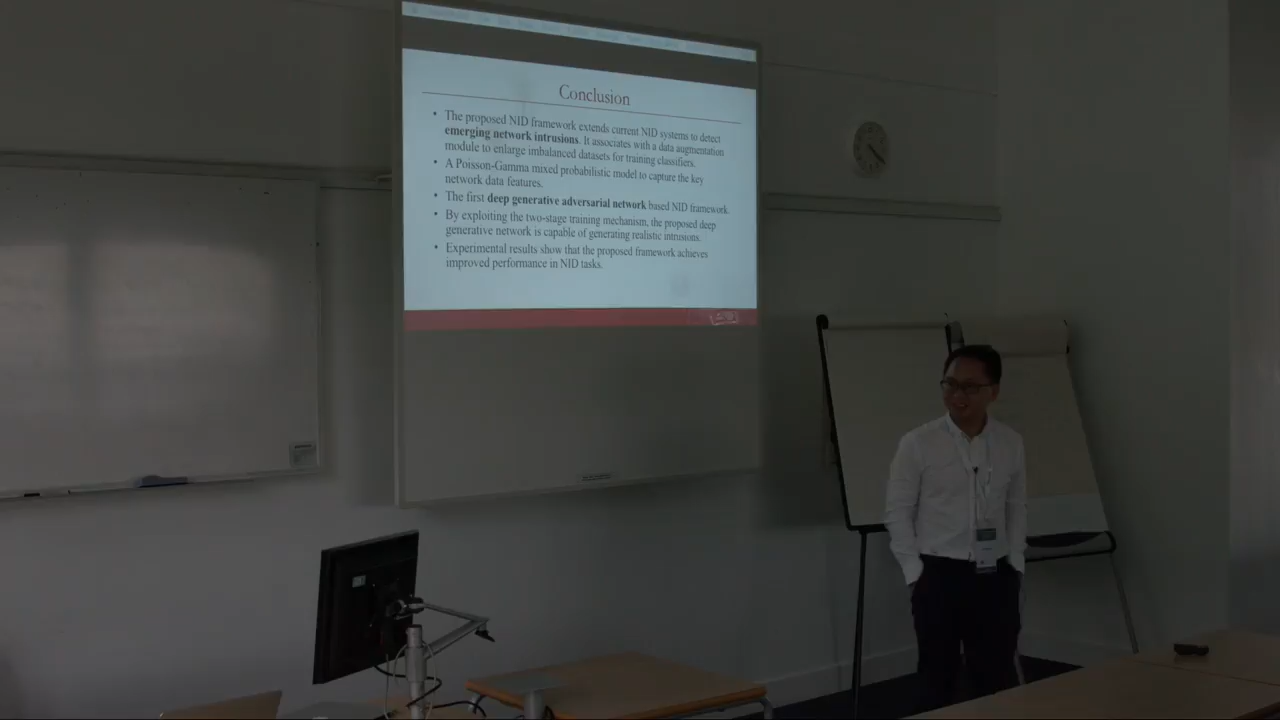 Conclusion
• The proposed NID framework extends current NID systems to detect
emerging network intrusions. It associates with a data augmentation
module to enlarge imbalanced datasets for training classifiers.
• A Poisson-Gamma mixed probabilistic model to capture the key
network data features.
• The first deep generative adversarial network based NID framework.
• By exploiting the two-stage training mechanism, the proposed deep
generative network is capable of generating realistic intrusions.
• Experimental results show that the proposed framework achieves
improved performance in NID tasks.